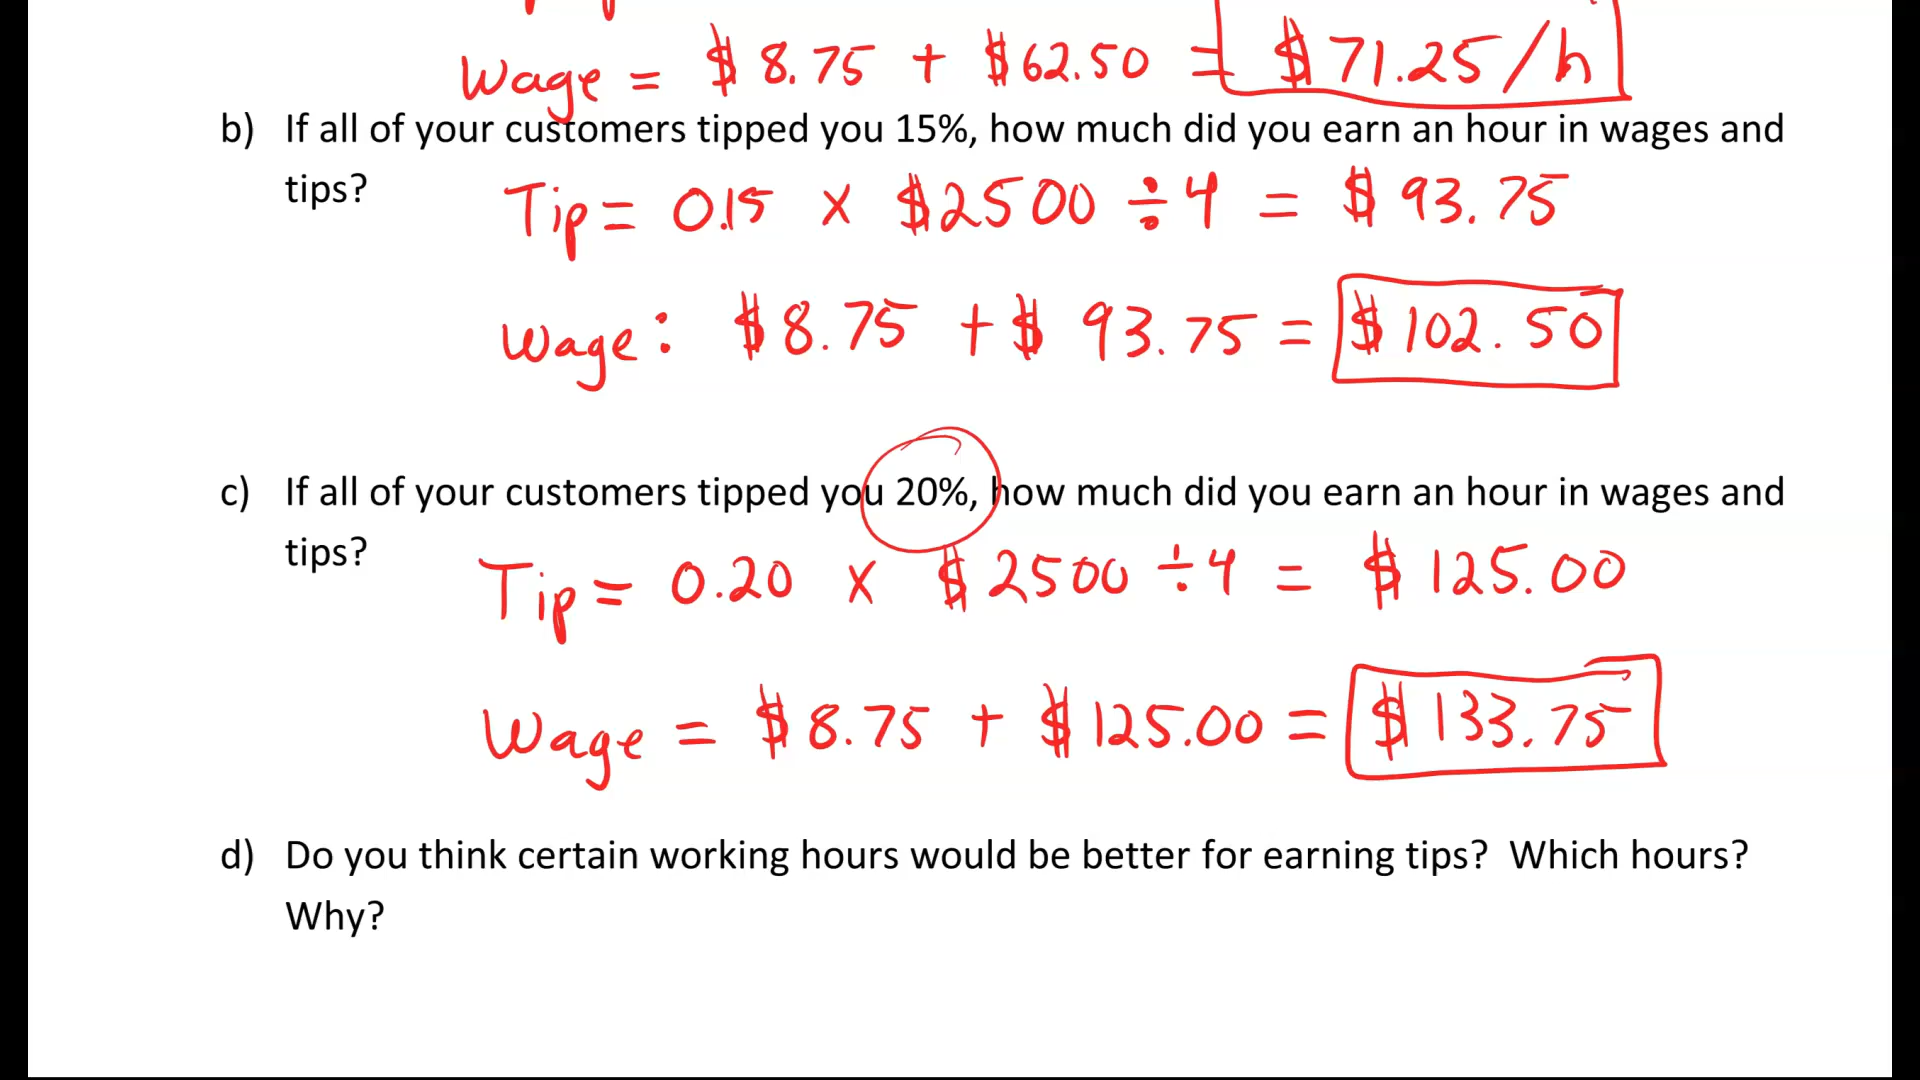 Wage = $8.75 + $62.50 = $71.25/h
b) If all of your customers tipped you 15%, how much did you earn an hour in wages and
tips?
Tip = 0.15 x $2500 ÷ 4 = $93.75
Wage: $8.75 + $93.75 = $102.50
c) If all of your customers tipped you 20%, how much did you earn an hour in wages and
tips?
Tip = 0.20 x $2500 ÷ 4 = $125.00
Wage = $8.75 + $125.00 = $133.75
d) Do you think certain working hours would be better for earning tips? Which hours?
Why?